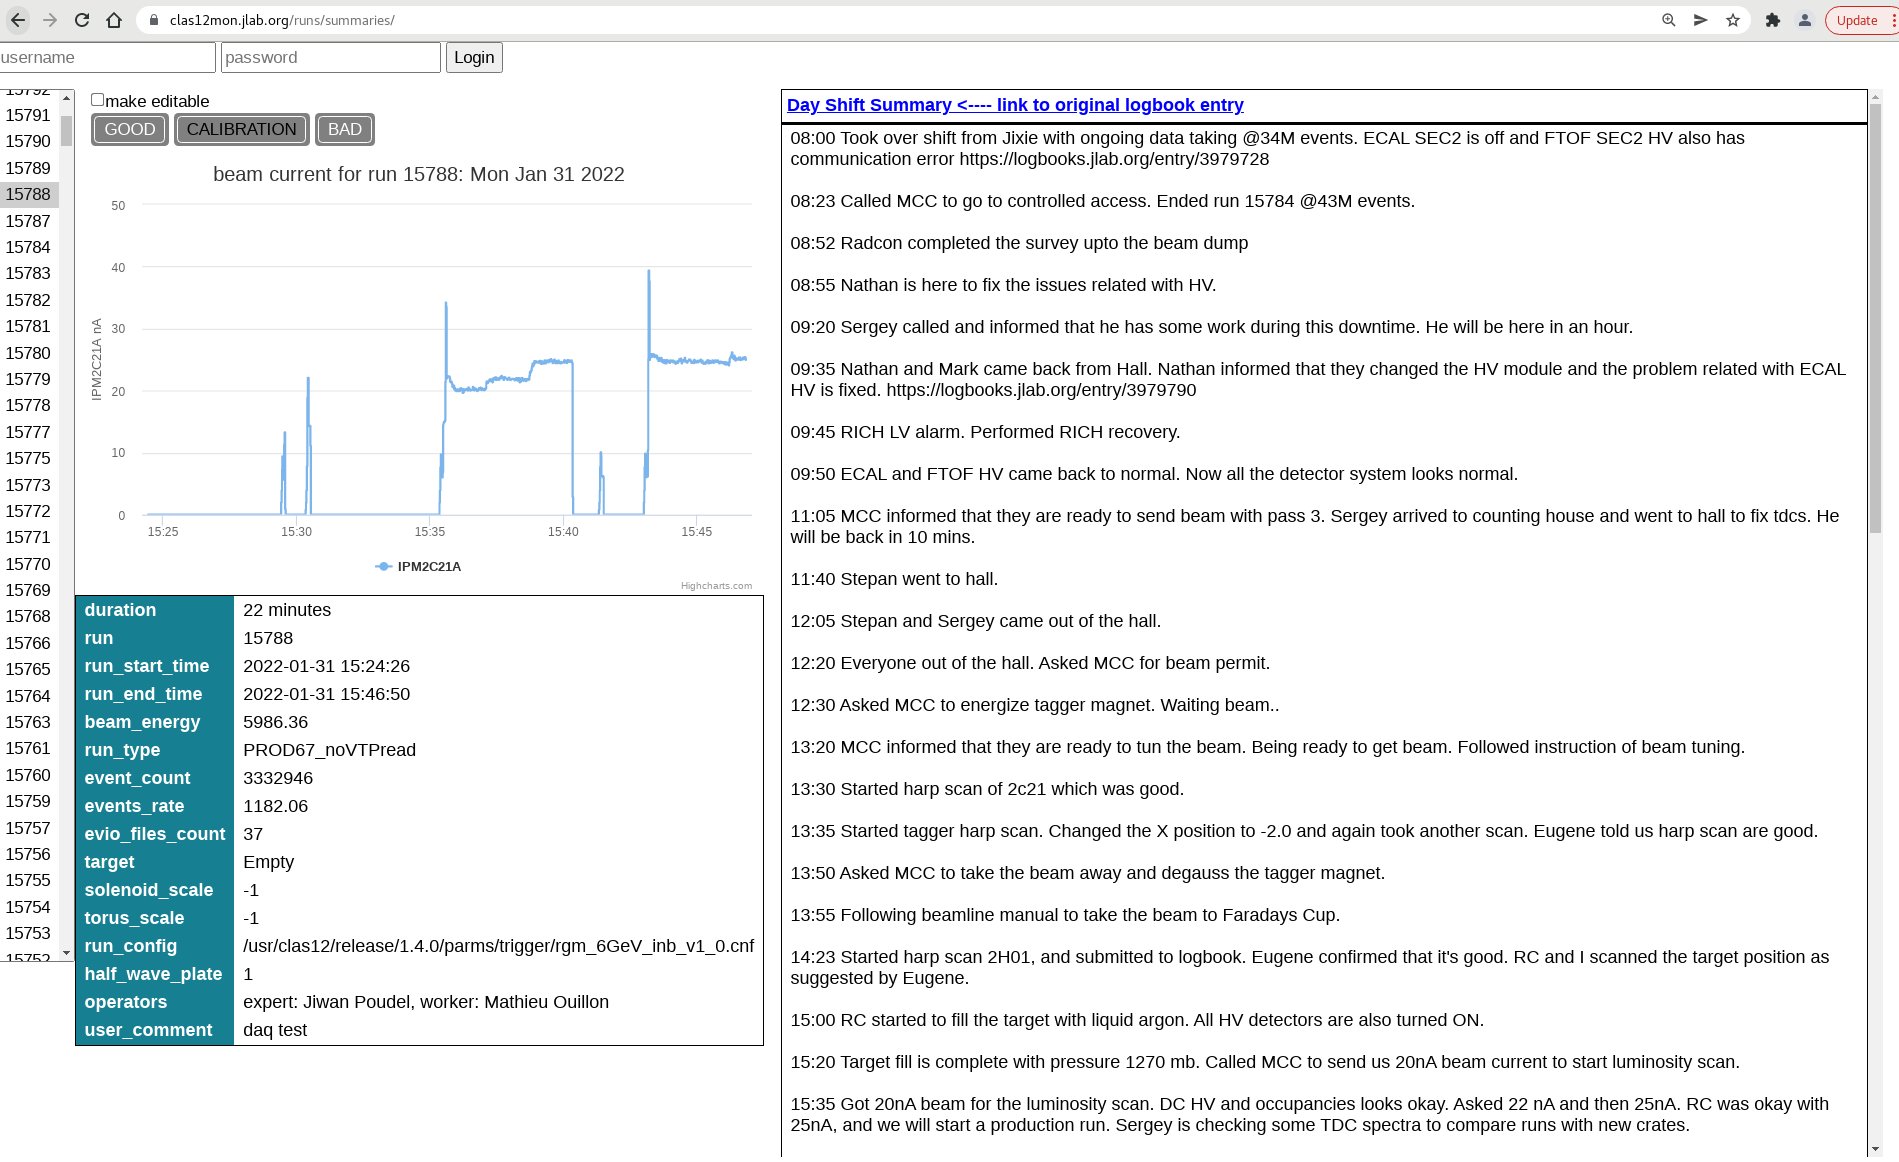 clas12mon.jlab.org/runs/summaries/
Update
username
password
Login
15792
15791
15790
15789
15788
15787
15784
15783
15782
15781
15780
15779
15778
15777
15775
15773
15772
15771
15770
15769
15768
15766
15765
15764
15763
15761
15760
15759
15757
15756
15755
15754
15753
15752
make editable
GOOD
CALIBRATION
BAD
beam current for run 15788: Mon Jan 31 2022
IPM2C21A nA
50
40
30
20
10
0
15:25
15:30
15:35
15:40
15:45
IPM2C21A
Highcharts.com
duration 22 minutes
run 15788
run_start_time 2022-01-31 15:24:26
run_end_time 2022-01-31 15:46:50
beam_energy 5986.36
run_type PROD67_noVTPread
event_count 3332946
events_rate 1182.06
evio_files_count 37
target Empty
solenoid_scale -1
torus_scale -1
run_config /usr/clas12/release/1.4.0/parms/trigger/rgm_6GeV_inb_v1_0.cnf
half_wave_plate 1
operators expert: Jiwan Poudel, worker: Mathieu Ouillon
user_comment daq test
Day Shift Summary <---- link to original logbook entry
08:00 Took over shift from Jixie with ongoing data taking @34M events. ECAL SEC2 is off and FTOF SEC2 HV also has
communication error https://logbooks.jlab.org/entry/3979728
08:23 Called MCC to go to controlled access. Ended run 15784 @43M events.
08:52 Radcon completed the survey upto the beam dump
08:55 Nathan is here to fix the issues related with HV.
09:20 Sergey called and informed that he has some work during this downtime. He will be here in an hour.
09:35 Nathan and Mark came back from Hall. Nathan informed that they changed the HV module and the problem related with ECAL
HV is fixed. https://logbooks.jlab.org/entry/3979790
09:45 RICH LV alarm. Performed RICH recovery.
09:50 ECAL and FTOF HV came back to normal. Now all the detector system looks normal.
11:05 MCC informed that they are ready to send beam with pass 3. Sergey arrived to counting house and went to hall to fix tdcs. He
will be back in 10 mins.
11:40 Stepan went to hall.
12:05 Stepan and Sergey came out of the hall.
12:20 Everyone out of the hall. Asked MCC for beam permit.
12:30 Asked MCC to energize tagger magnet. Waiting beam..
13:20 MCC informed that they are ready to tun the beam. Being ready to get beam. Followed instruction of beam tuning.
13:30 Started harp scan of 2c21 which was good.
13:35 Started tagger harp scan. Changed the X position to -2.0 and again took another scan. Eugene told us harp scan are good.
13:50 Asked MCC to take the beam away and degauss the tagger magnet.
13:55 Following beamline manual to take the beam to Faradays Cup.
14:23 Started harp scan 2H01, and submitted to logbook. Eugene confirmed that it's good. RC and I scanned the target position as
suggested by Eugene.
15:00 RC started to fill the target with liquid argon. All HV detectors are also turned ON.
15:20 Target fill is complete with pressure 1270 mb. Called MCC to send us 20nA beam current to start luminosity scan.
15:35 Got 20nA beam for the luminosity scan. DC HV and occupancies looks okay. Asked 22 nA and then 25nA. RC was okay with
25nA, and we will start a production run. Sergey is checking some TDC spectra to compare runs with new crates.